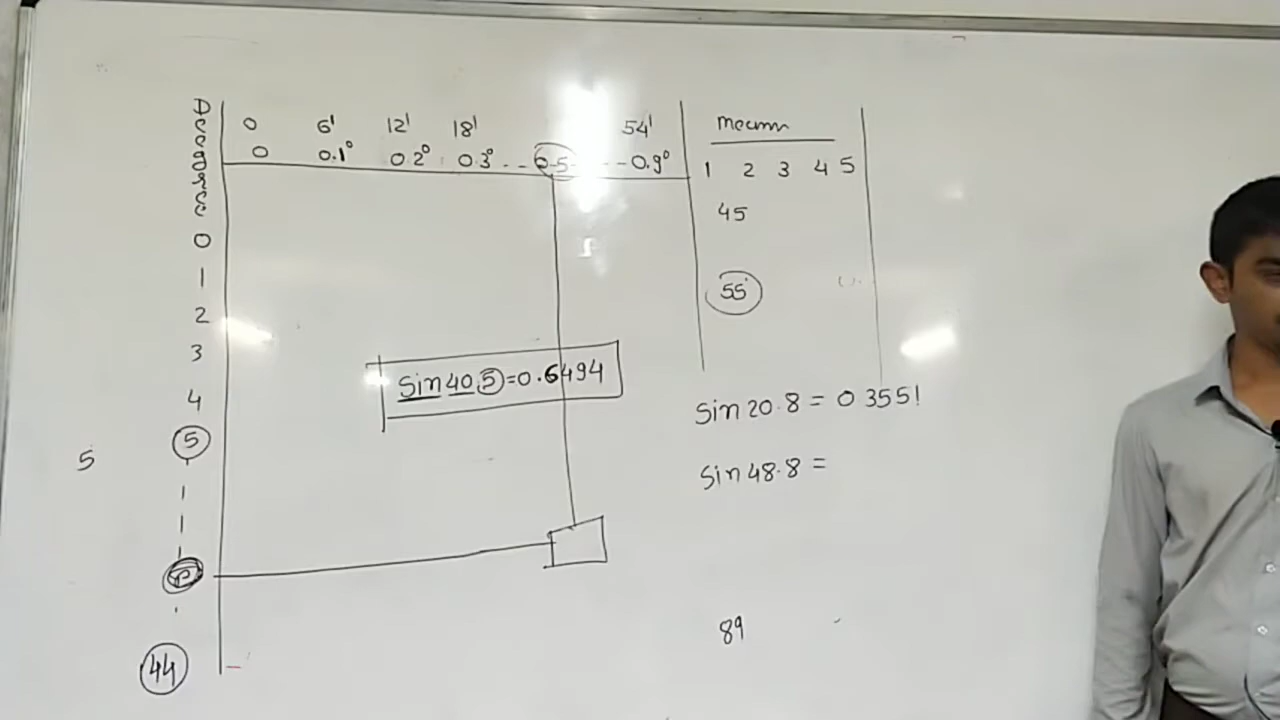 Deegree
0 6' 12' 18' 54'
0 0.1° 0.2° 0.3° . . 0.5 - - - 0.9°
mean
1 2 3 4 5
45
55
0
1
2
3
4
5
5
44
Sin 40.5 = 0.6494
Sin 20.8 = 0 3551
Sin 48.8 =
89